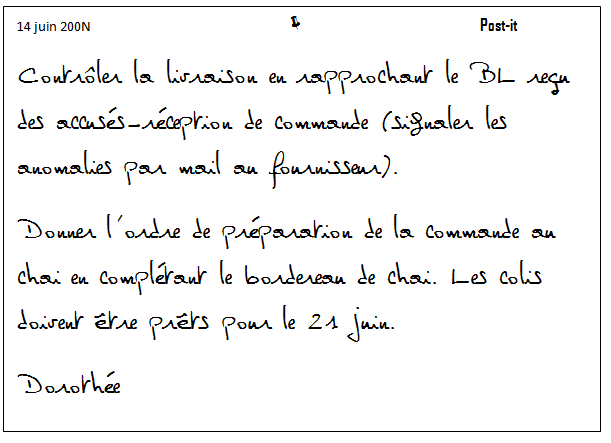 14 juin 200N Post-it
Contrôler la livraison en rapprochant le BL reçu
des accusés-réception de commande (signaler les
anomalies par mail au fournisseur).
Donner l'ordre de préparation de la commande au
chai en complétant le bordereau de chai. Les colis
doivent être prêts pour le 21 juin.
Dorothée